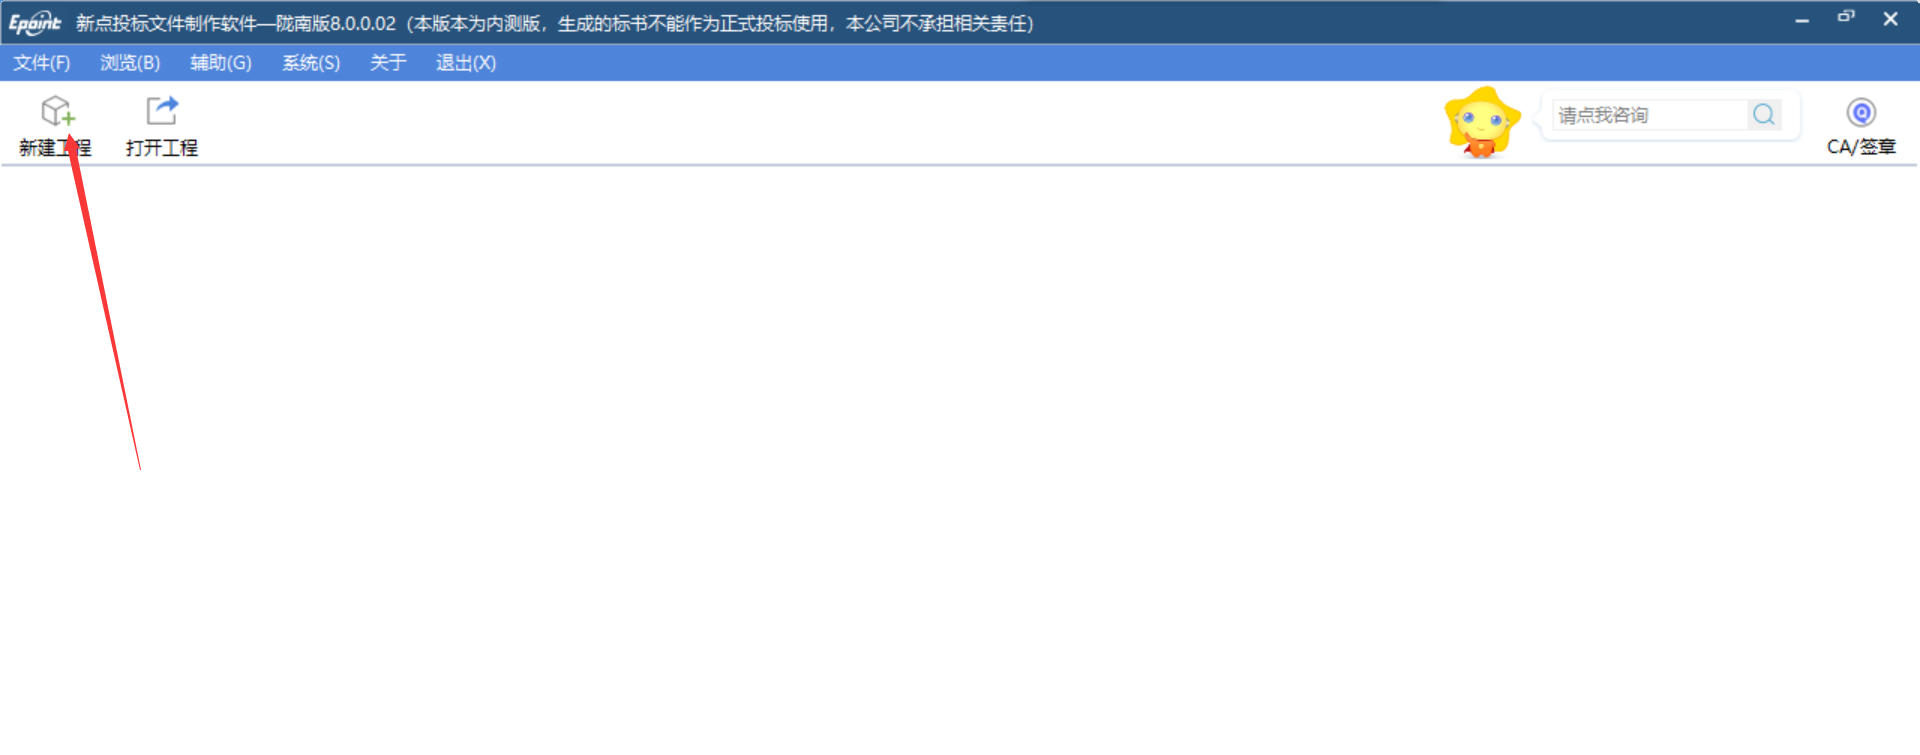 Epoint 新点投标文件制作软件—陇南版8.0.0.02（本版本为内测版，生成的标书不能作为正式投标使用，本公司不承担相关责任）
文件(F) 浏览(B) 辅助(G) 系统(S) 关于 退出(X)
请点我咨询
新建工程 打开工程 CA/签章